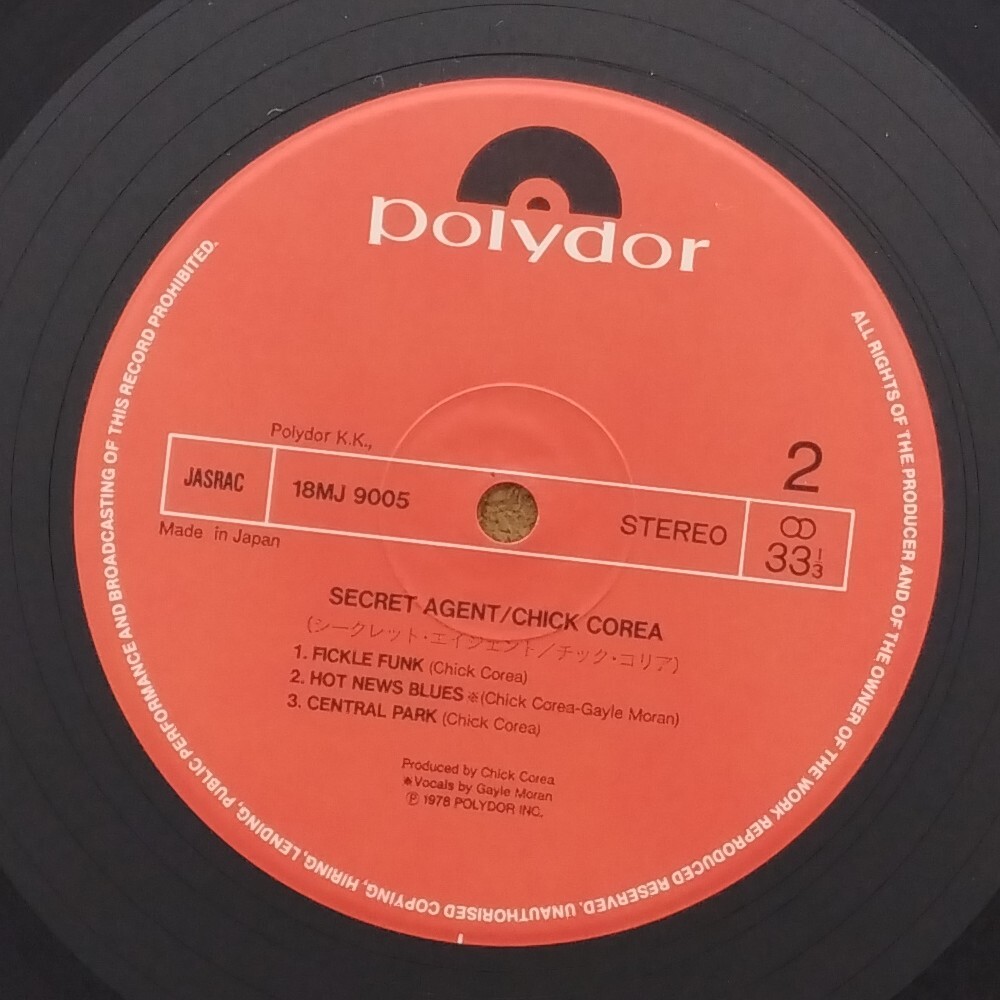 polydor
Polydor K.K.,
2
JASRAC
18MJ 9005
STEREO
33 1/3
Made in Japan
SECRET AGENT/CHICK COREA
(シークレット・エイジェント/チック・コリア)
1. FICKLE FUNK (Chick Corea)
2. HOT NEWS BLUES ※(Chick Corea-Gayle Moran)
3. CENTRAL PARK (Chick Corea)
Produced by Chick Corea
※Vocals by Gayle Moran
Ⓟ 1978 POLYDOR INC.
ALL RIGHTS OF THE PRODUCER AND OF THE OWNER OF THE WORK REPRODUCED RESERVED. UNAUTHORISED COPYING, HIRING, LENDING, PUBLIC PERFORMANCE AND BROADCASTING OF THIS RECORD PROHIBITED.